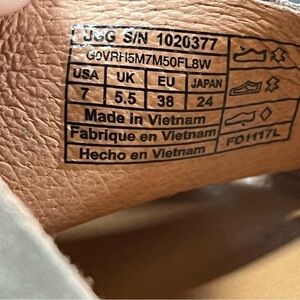 UGG S/N 1020377
G0VRH5M7M50FL8W
USA UK EU JAPAN
7 5.5 38 24
Made in Vietnam
Fabrique en Vietnam
Hecho en Vietnam
FD1117L